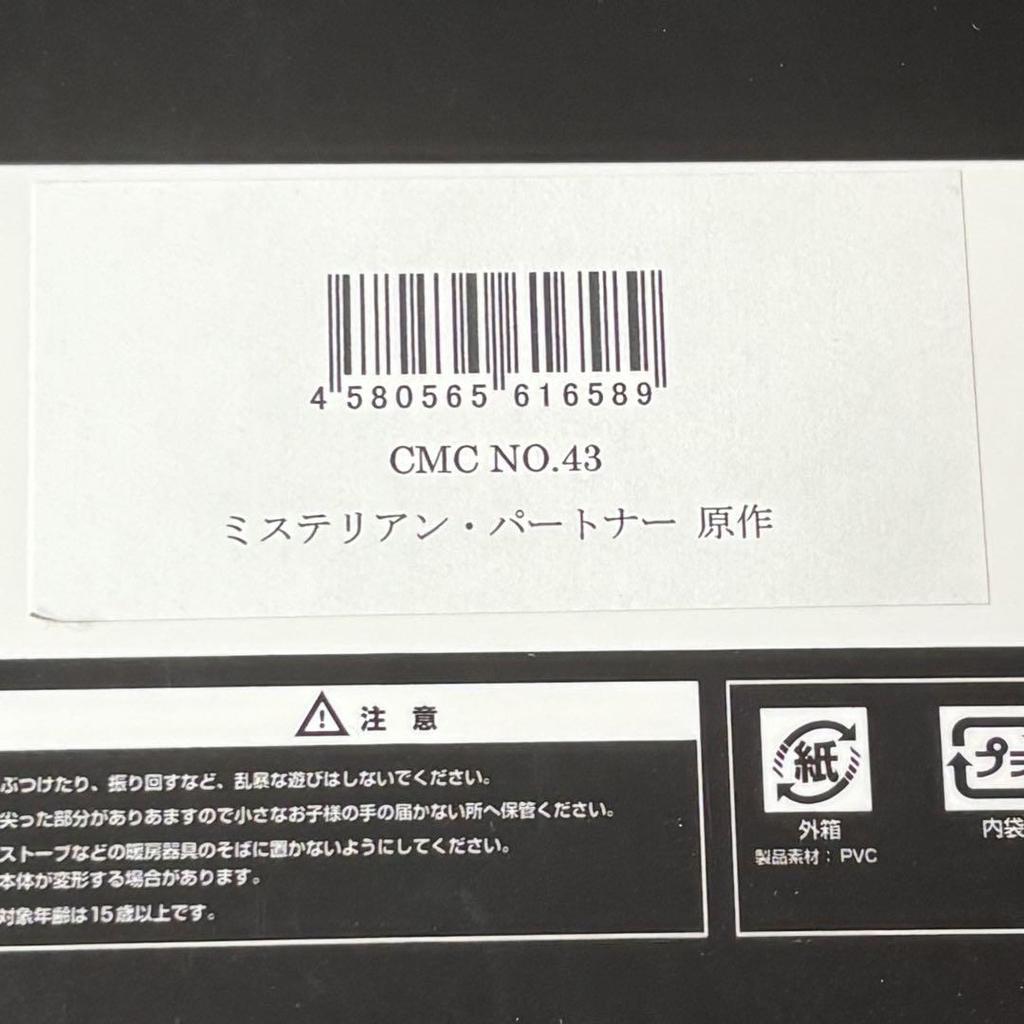 4 580565 616589
CMC NO.43
ミステリアン・パートナー 原作
注 意
ぶつけたり、振り回すなど、乱暴な遊びはしないでください。
尖った部分がありあますので小さなお子様の手の届かない所へ保管ください。
ストーブなどの暖房器具のそばに置かないようにしてください。
本体が変形する場合があります。
対象年齢は15歳以上です。
紙
外箱
製品素材：PVC
プラ
内袋